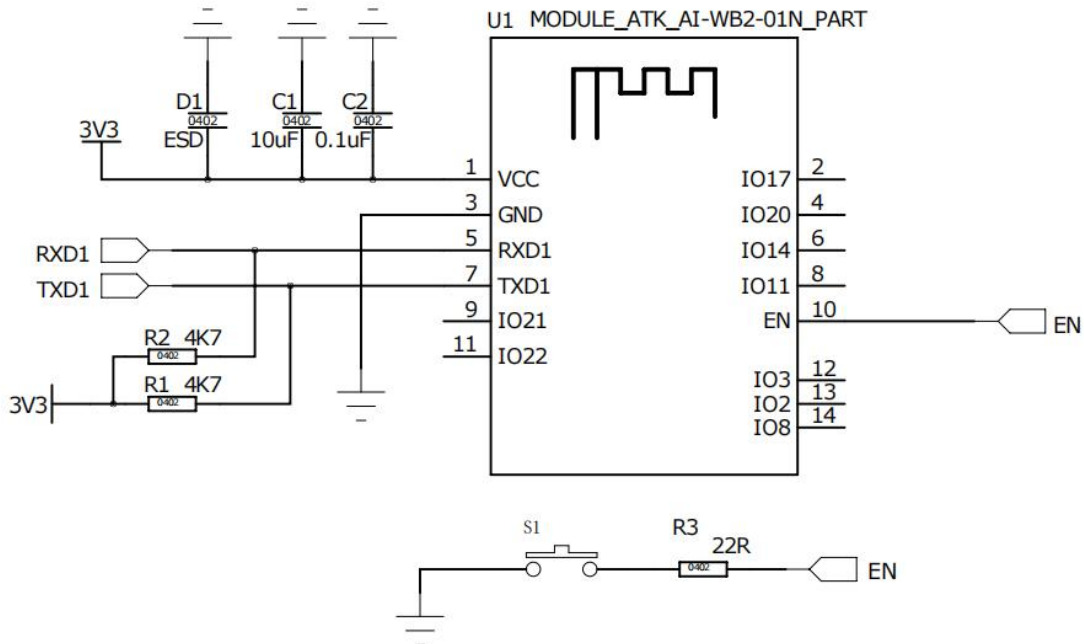 U1 MODULE_ATK_AI-WB2-01N_PART
D1 C1 C2
0402 0402 0402
3V3 ESD 10uF 0.1uF
1 VCC IO17 2
3 GND IO20 4
RXD1 5 RXD1 IO14 6
TXD1 7 TXD1 IO11 8
9 IO21 EN 10 EN
11 IO22
R2 4K7
0402
IO3 12
R1 4K7
3V3 0402
IO2 13
IO8 14
S1 R3
22R
0402 EN